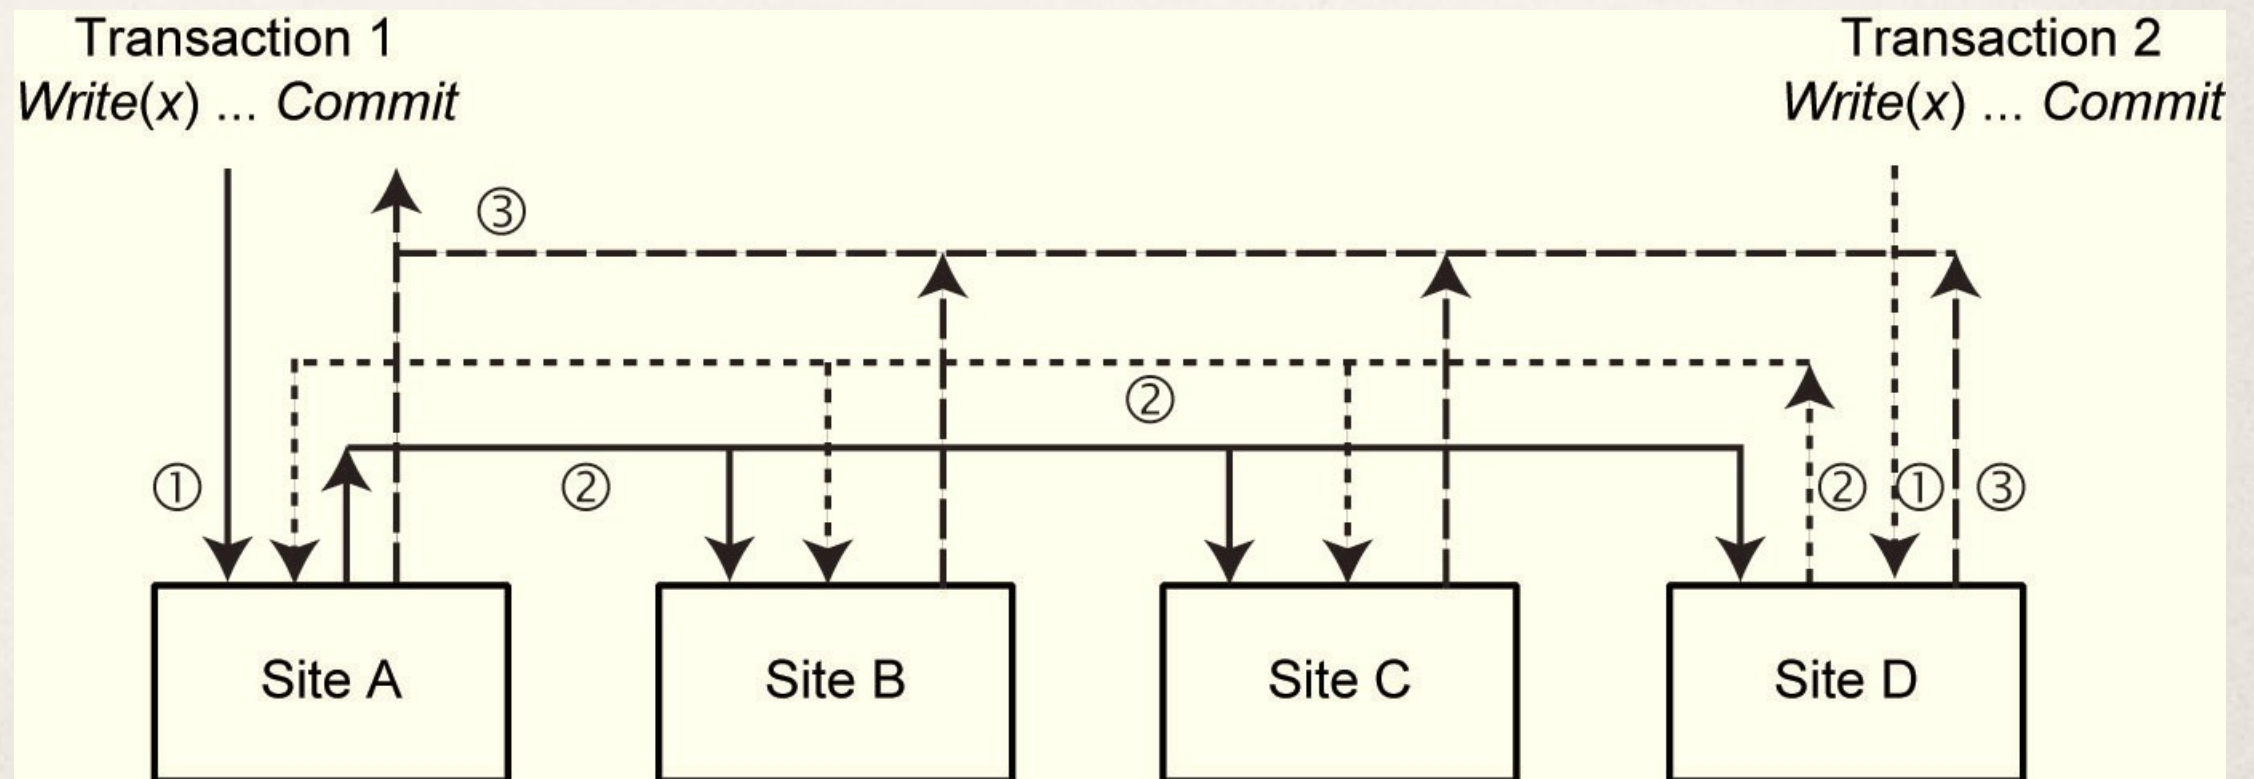 Transaction 1
Write(x) ... Commit
Transaction 2
Write(x) ... Commit
③
②
①
②
②
①
③
Site A
Site B
Site C
Site D